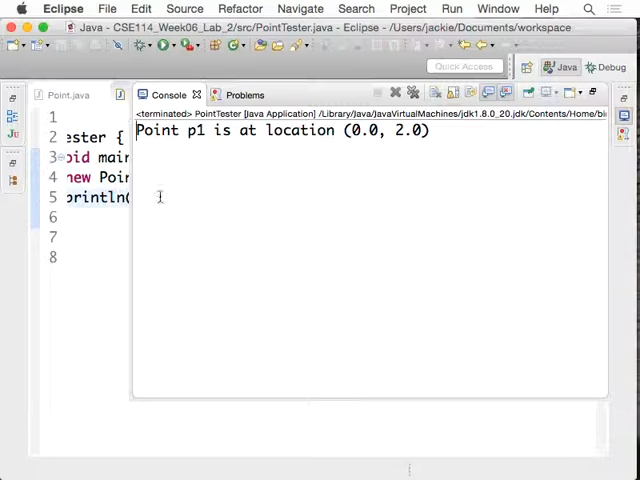 Eclipse File Edit Source Refactor Navigate Search Project Run Window Help
Java - CSE114_Week06_Lab_2/src/PointTester.java - Eclipse - /Users/jackie/Documents/workspace
Quick Access Java Debug
Point.java
Console Problems
<terminated> PointTester [Java Application] /Library/Java/JavaVirtualMachines/jdk1.8.0_20.jdk/Contents/Home/bi
Point p1 is at location (0.0, 2.0)
1
2 ester {
3 oid main
4 new Poin
5 println(
6
7
8